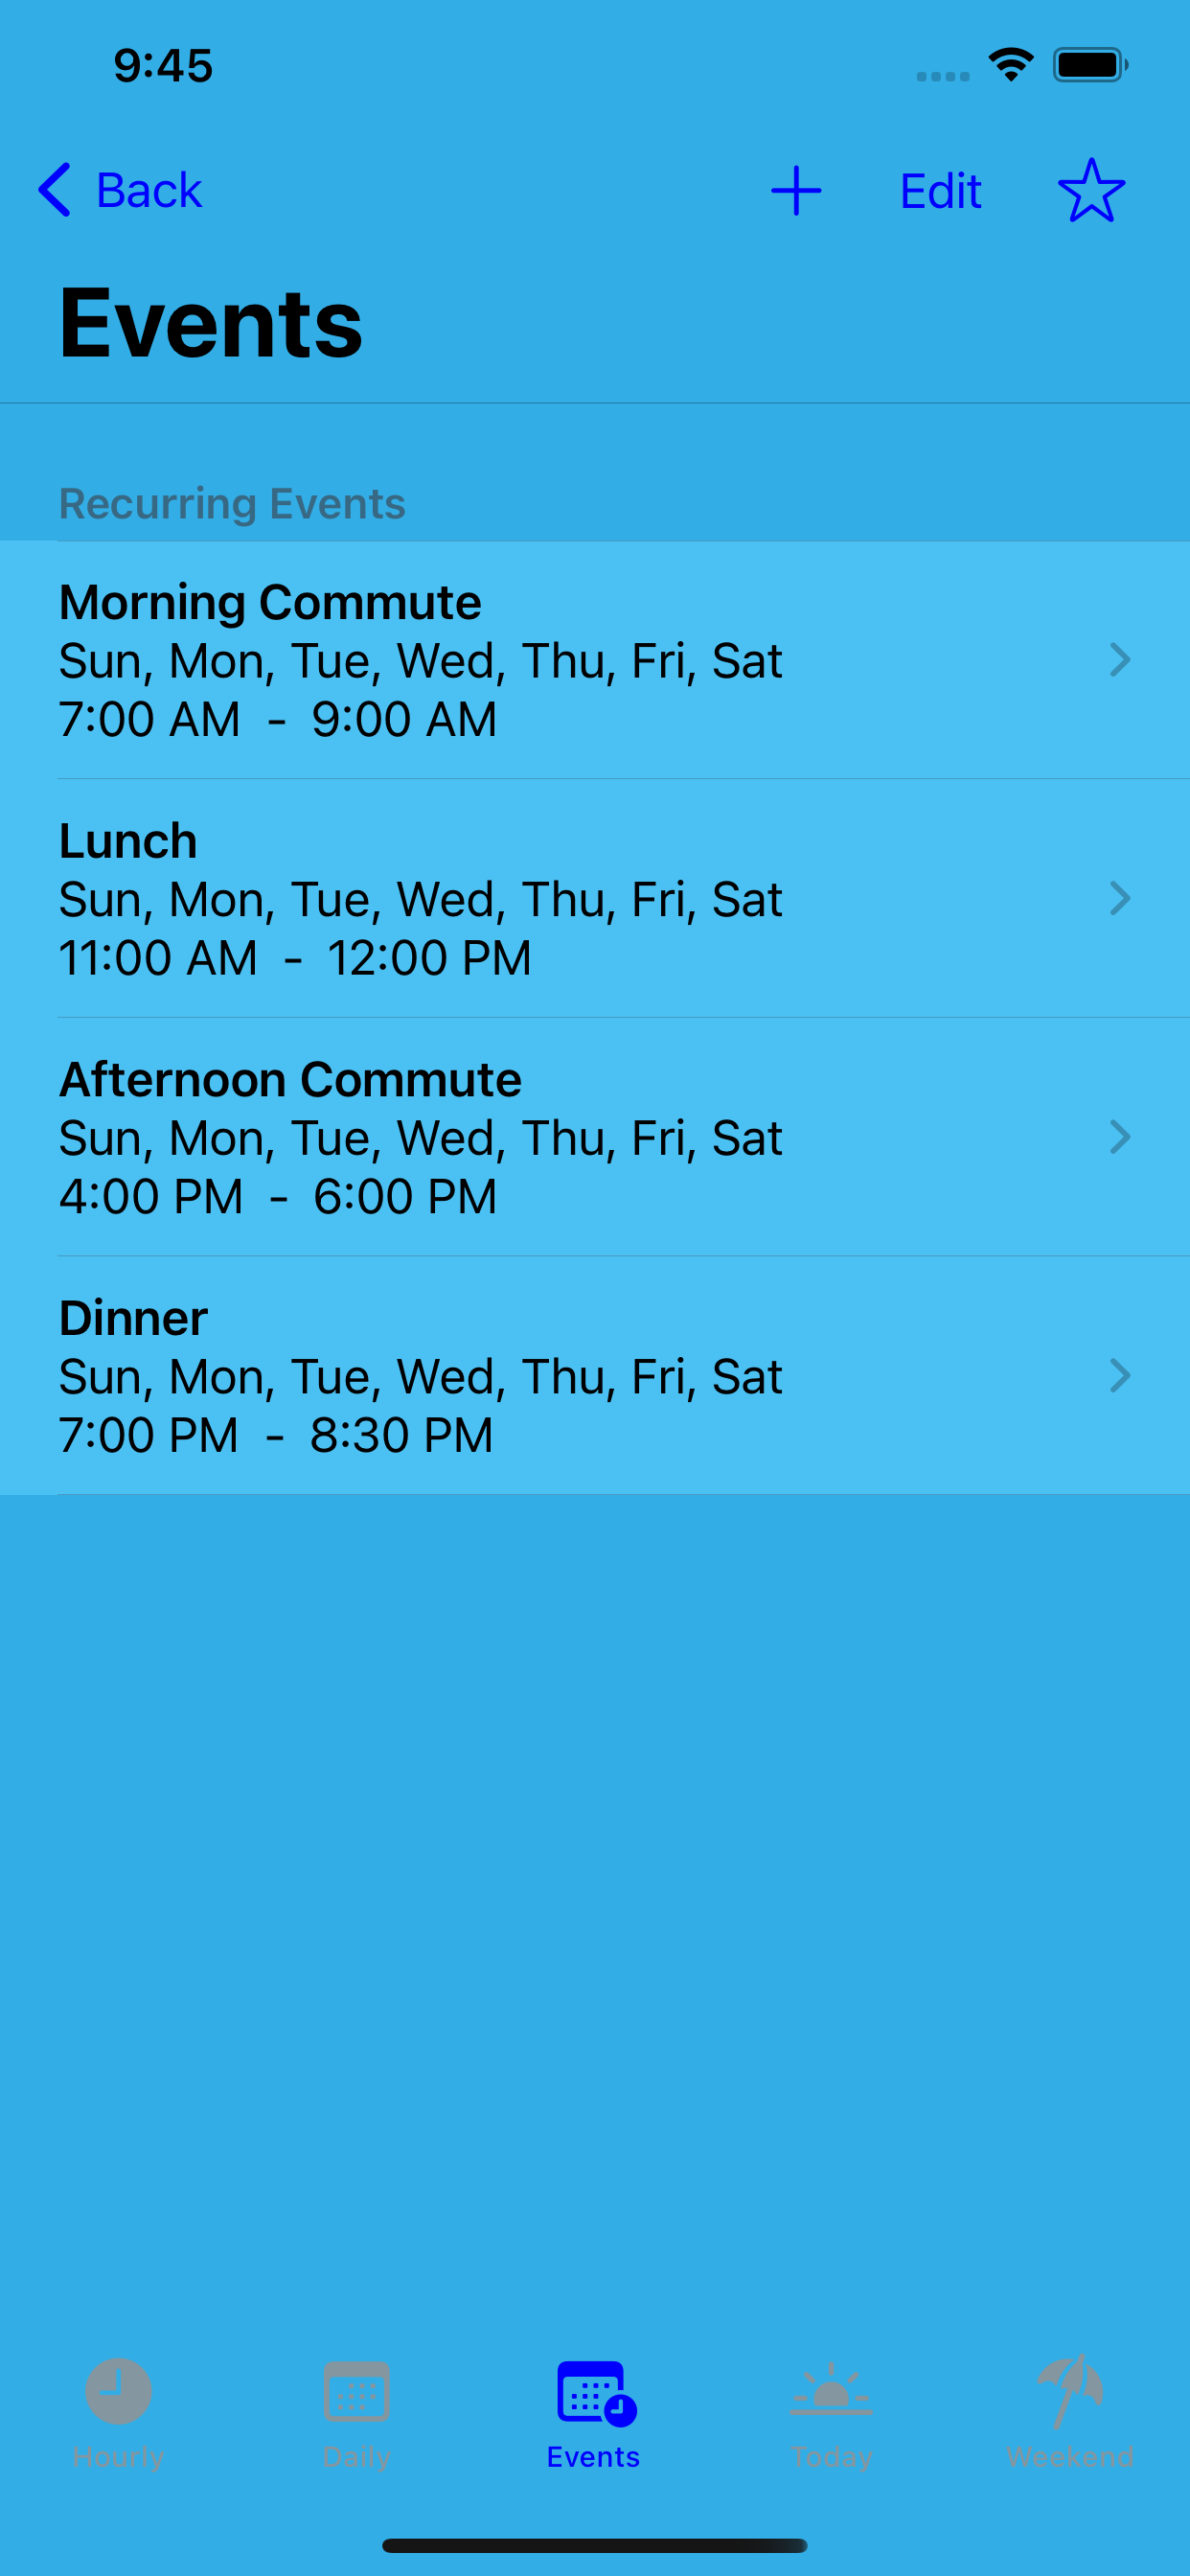 9:45
Back
Edit
Events
Recurring Events
Morning Commute
Sun, Mon, Tue, Wed, Thu, Fri, Sat
7:00 AM - 9:00 AM
Lunch
Sun, Mon, Tue, Wed, Thu, Fri, Sat
11:00 AM - 12:00 PM
Afternoon Commute
Sun, Mon, Tue, Wed, Thu, Fri, Sat
4:00 PM - 6:00 PM
Dinner
Sun, Mon, Tue, Wed, Thu, Fri, Sat
7:00 PM - 8:30 PM
Hourly
Daily
Events
Today
Weekend